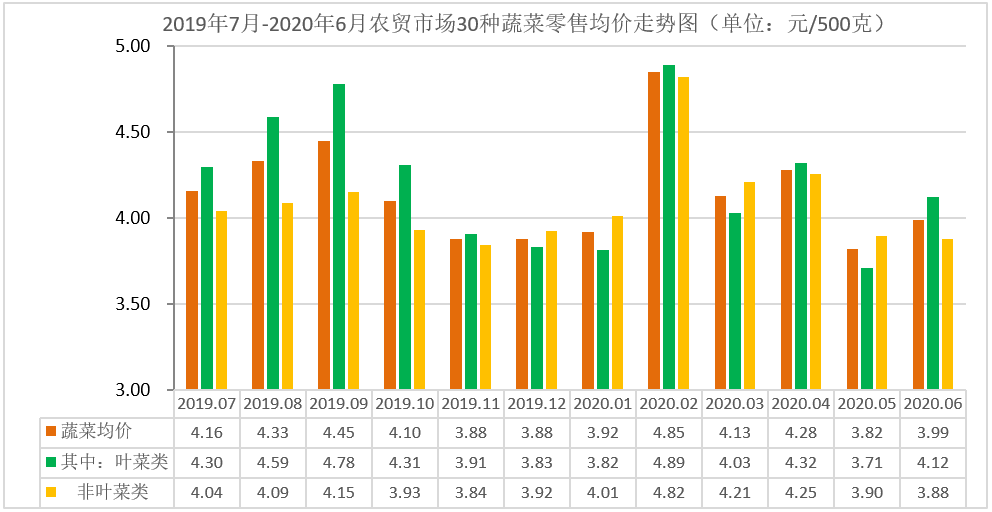 2019年7月-2020年6月农贸市场30种蔬菜零售均价走势图（单位：元/500克）
5.00
4.50
4.00
3.50
3.00
2019.07 2019.08 2019.09 2019.10 2019.11 2019.12 2020.01 2020.02 2020.03 2020.04 2020.05 2020.06
蔬菜均价 4.16 4.33 4.45 4.10 3.88 3.88 3.92 4.85 4.13 4.28 3.82 3.99
其中：叶菜类 4.30 4.59 4.78 4.31 3.91 3.83 3.82 4.89 4.03 4.32 3.71 4.12
非叶菜类 4.04 4.09 4.15 3.93 3.84 3.92 4.01 4.82 4.21 4.25 3.90 3.88